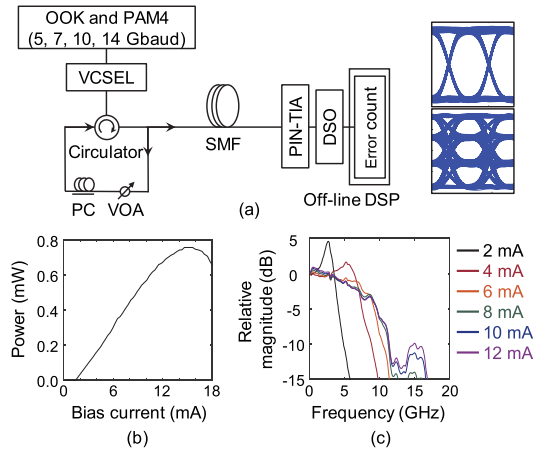 OOK and PAM4
(5, 7, 10, 14 Gbaud)
VCSEL
Circulator
PC
VOA
SMF
PIN-TIA
DSO
Error count
Off-line DSP
(a)
Power (mW)
0.8
0.6
0.4
0.2
0.0
0
6
12
18
Bias current (mA)
(b)
Relative
magnitude (dB)
5
0
-5
-10
-15
0
5
10
15
20
Frequency (GHz)
(c)
2 mA
4 mA
6 mA
8 mA
10 mA
12 mA